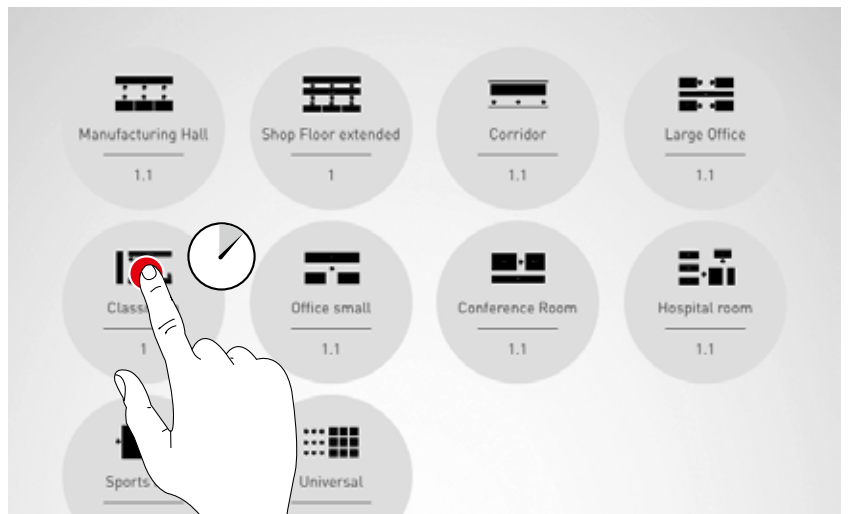 Manufacturing Hall
1.1
Shop Floor extended
1
Corridor
1.1
Large Office
1.1
1
Office small
1.1
Conference Room
1.1
Hospital room
1.1
Sports
Universal